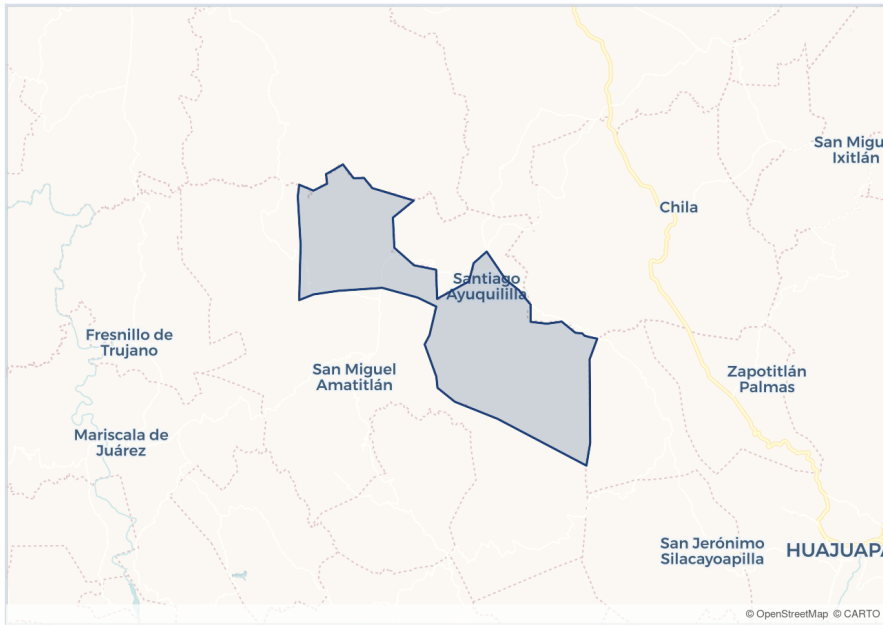 San Migu
Ixitlán
Chila
Santiago
Ayuquililla
Fresnillo de
Trujano
San Miguel
Amatitlán
Zapotitlán
Palmas
Mariscala de
Juárez
San Jerónimo
Silacayoapilla
HUAJUAPA
© OpenStreetMap © CARTO